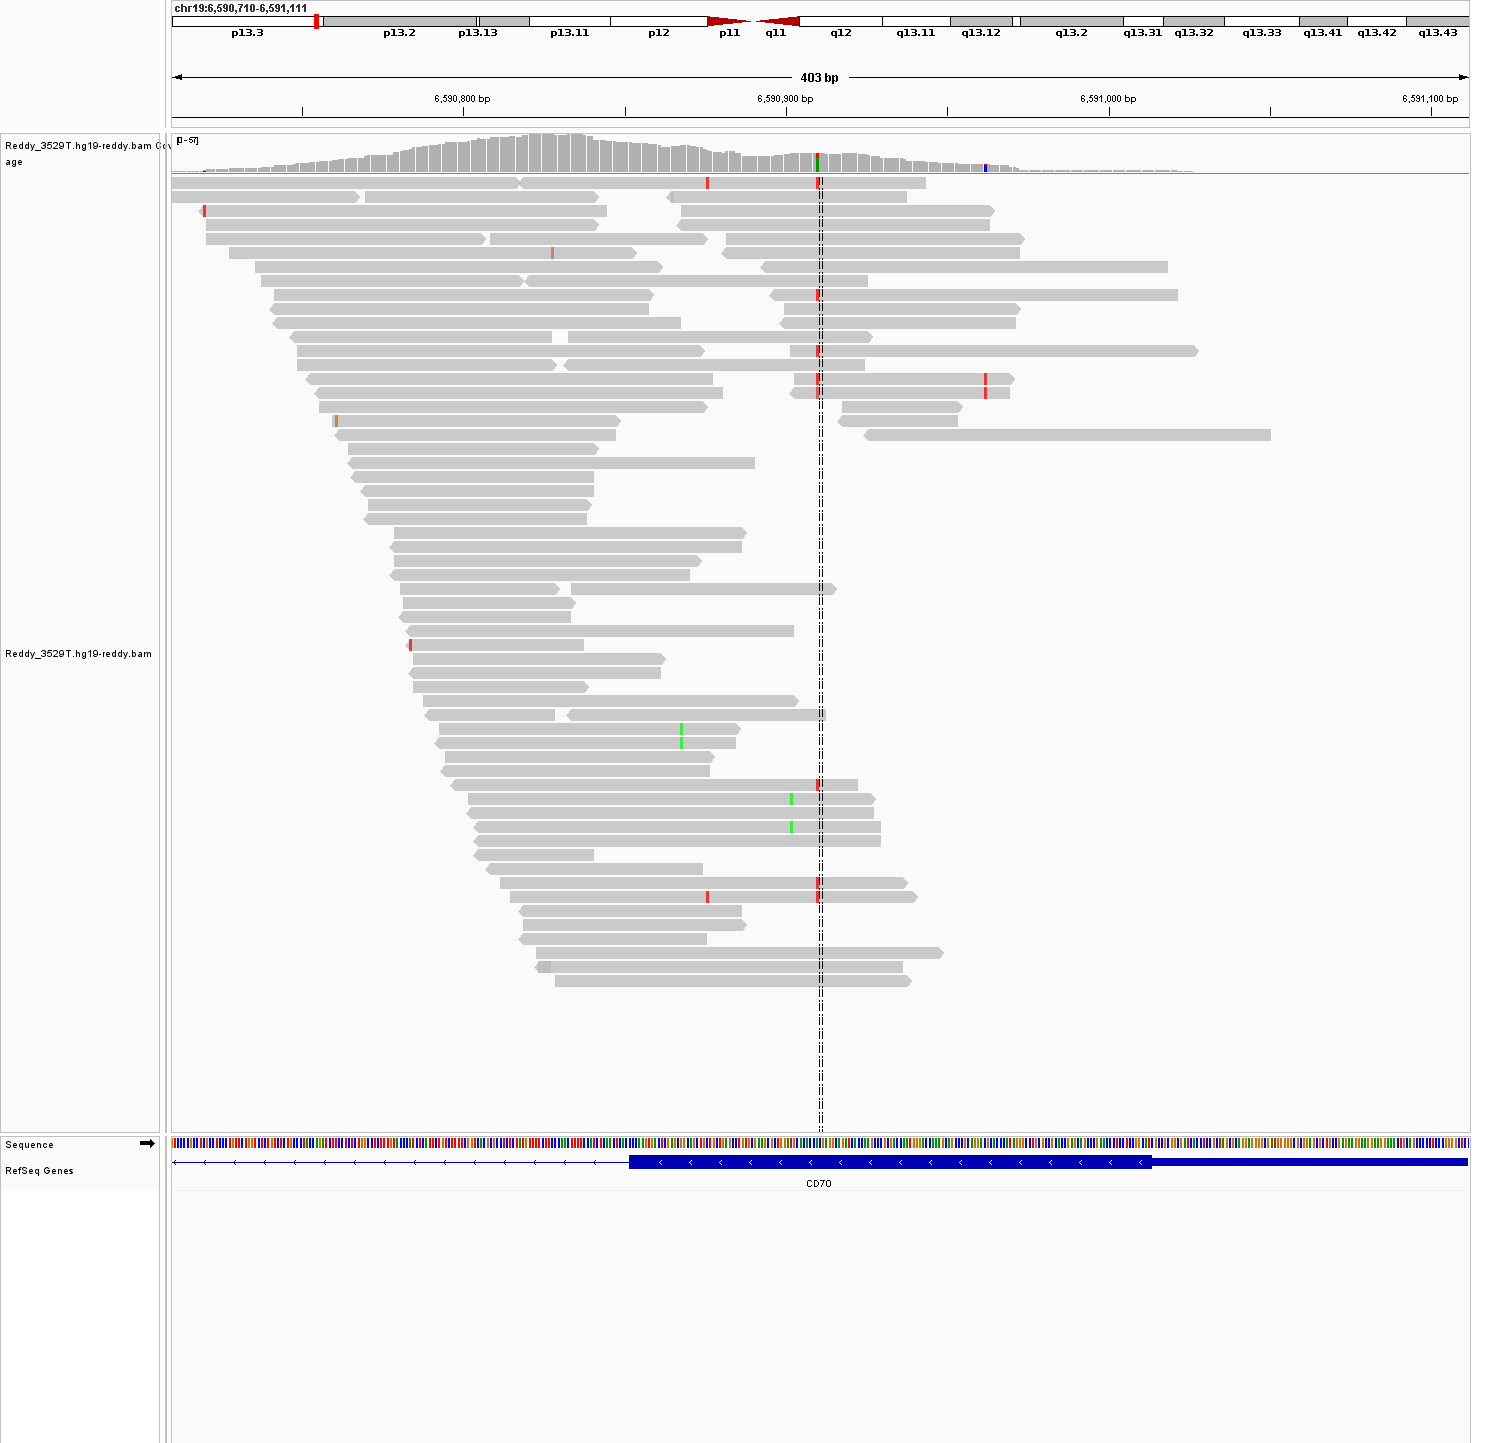 chr19:6,590,710-6,591,111
p13.3 p13.2 p13.13 p13.11 p12 p11 q11 q12 q13.11 q13.12 q13.2 q13.31 q13.32 q13.33 q13.41 q13.42 q13.43
403 bp
6,590,800 bp 6,590,900 bp 6,591,000 bp 6,591,100 bp
[0 - 57]
Reddy_3529T.hg19-reddy.bam Cov
age
Reddy_3529T.hg19-reddy.bam
Sequence
RefSeq Genes
CD70